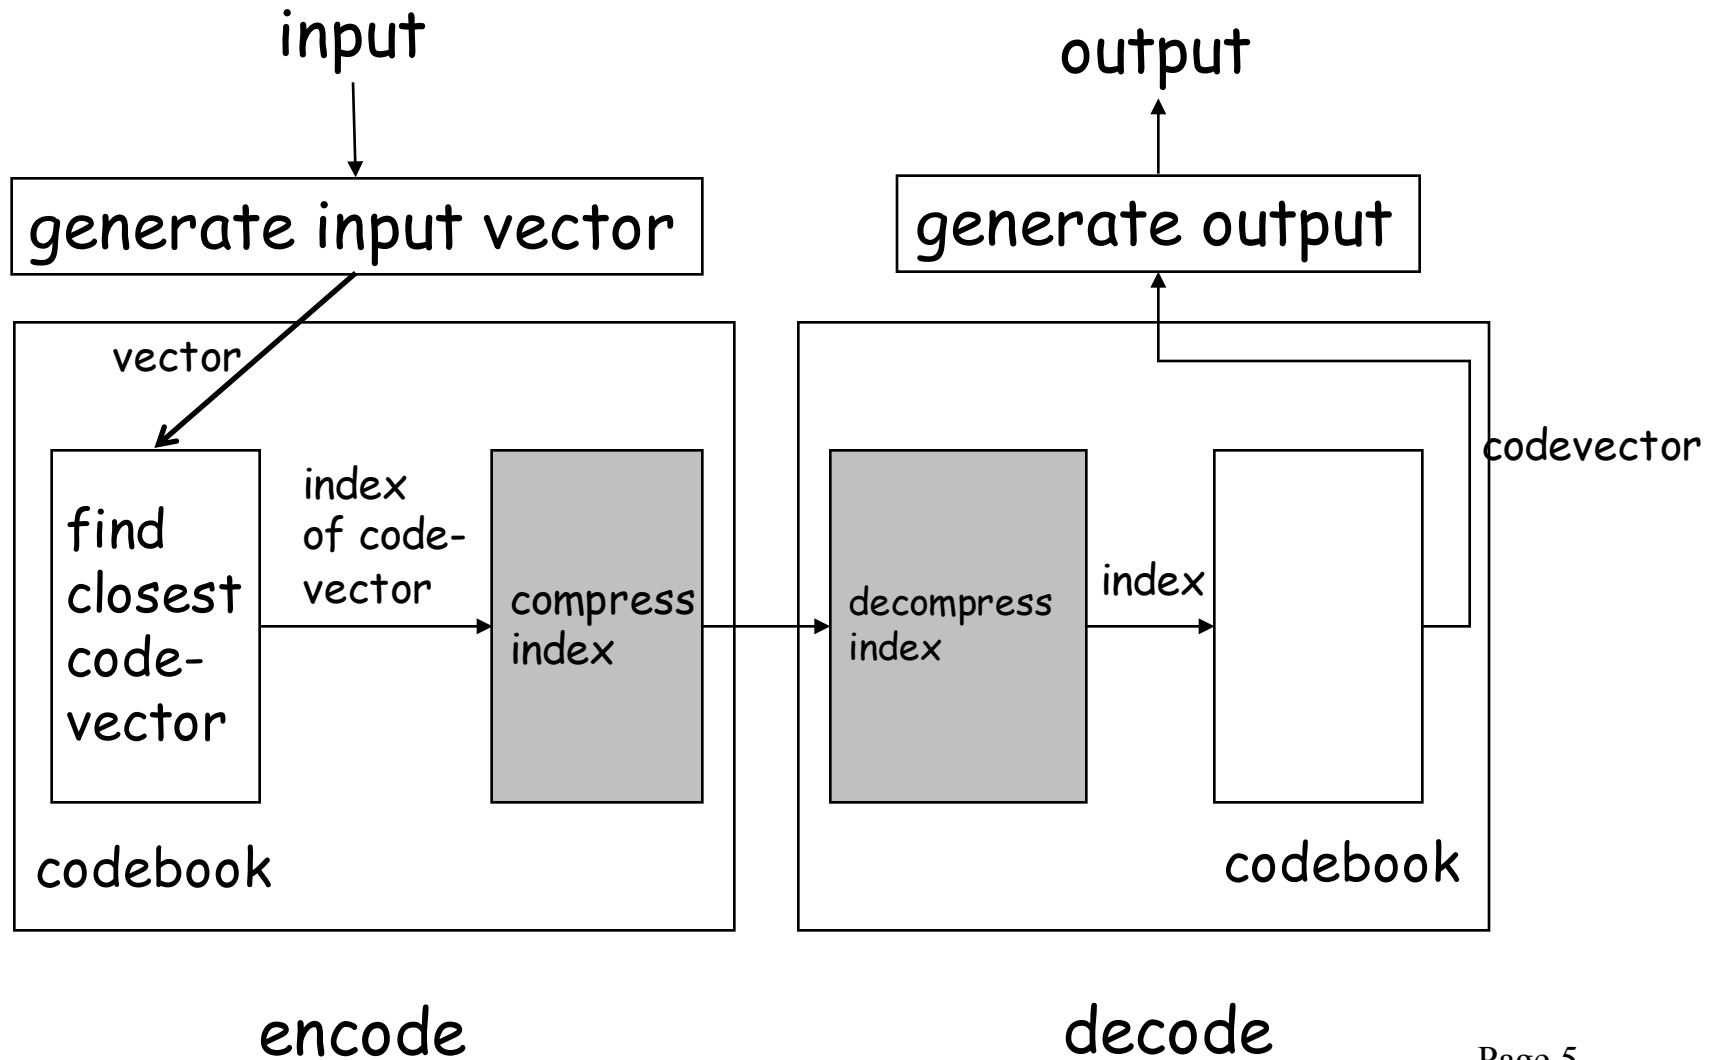 input
output
generate input vector
generate output
vector
codevector
find
closest
code-
vector
index
of code-
vector
compress
index
decompress
index
index
codebook
codebook
encode
decode
Page 5